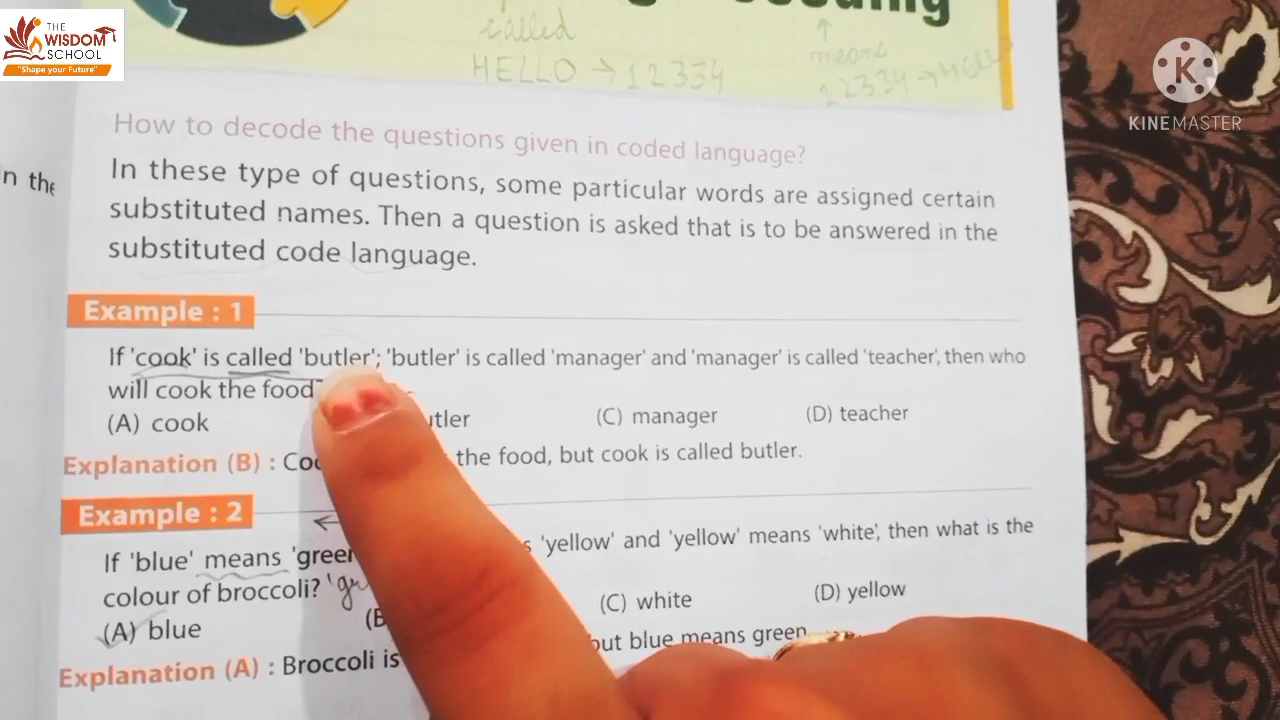 THE
WISDOM
SCHOOL
"Shape your Future"
K
KINEMASTER
called
means
HELLO → 12334
12334 → HELLO
in the
How to decode the questions given in coded language?
In these type of questions, some particular words are assigned certain
substituted names. Then a question is asked that is to be answered in the
substituted code language.
Example : 1
If 'cook' is called 'butler'; 'butler' is called 'manager' and 'manager' is called 'teacher', then who
will cook the food
(A) cook (C) manager (D) teacher
Explanation (B) : the food, but cook is called butler.
Example : 2
If 'blue' means 'green 'yellow' and 'yellow' means 'white', then what is the
colour of broccoli?
(A) blue (B (C) white (D) yellow
Explanation (A) : Broccoli is but blue means green